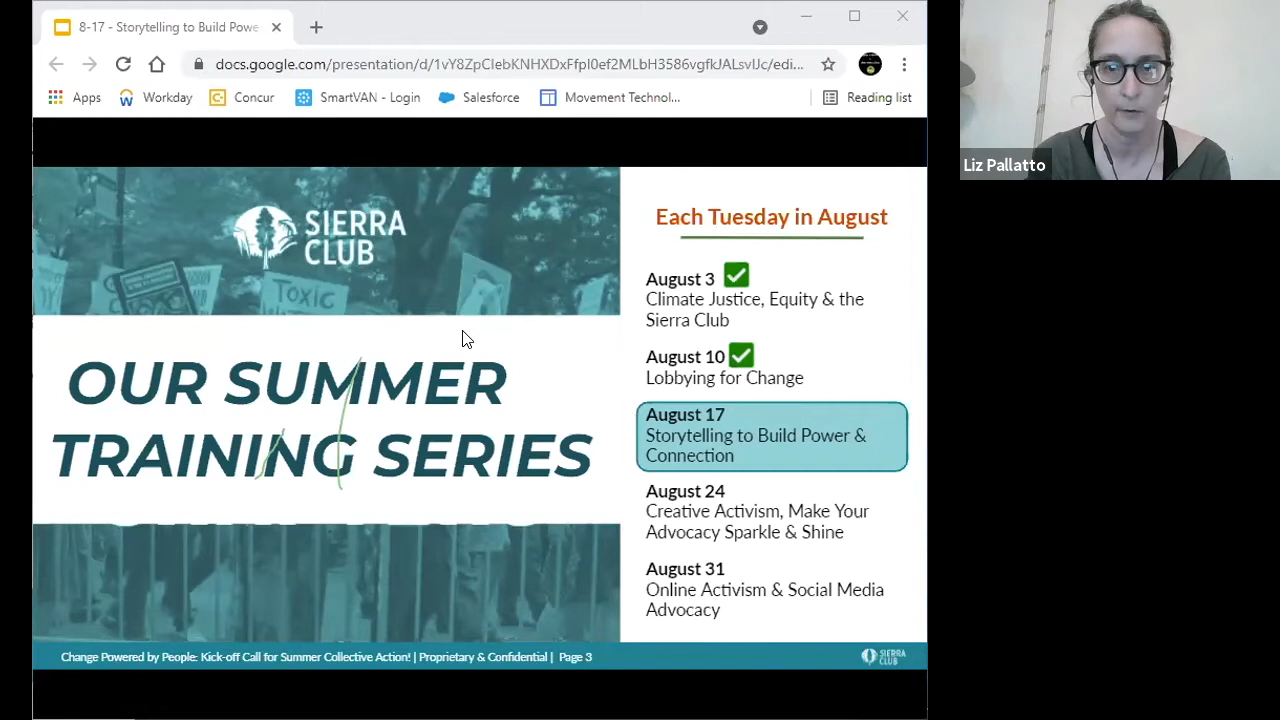 8-17 - Storytelling to Build Powe
docs.google.com/presentation/d/1vY8ZpClebKNHXDxFfpI0ef2MLbH3586vgfkJALsvlJc/edi...
Apps Workday Concur SmartVAN - Login Salesforce Movement Technol... Reading list
Liz Pallatto
SIERRA
CLUB
TOXIC
OUR SUMMER
TRAINING SERIES
Each Tuesday in August
August 3
Climate Justice, Equity & the
Sierra Club
August 10
Lobbying for Change
August 17
Storytelling to Build Power &
Connection
August 24
Creative Activism, Make Your
Advocacy Sparkle & Shine
August 31
Online Activism & Social Media
Advocacy
Change Powered by People: Kick-off Call for Summer Collective Action! | Proprietary & Confidential | Page 3
SIERRA
CLUB